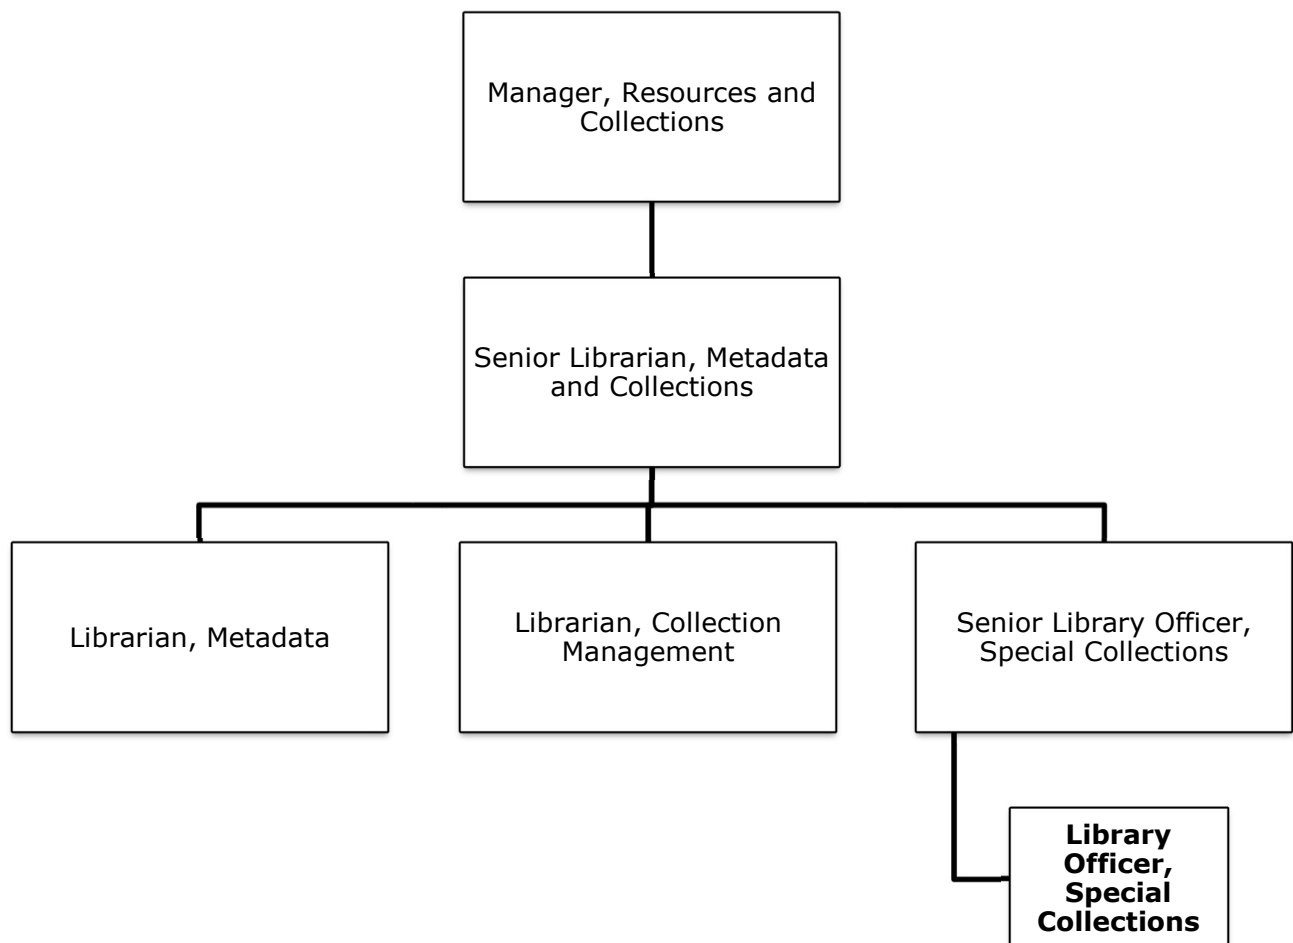 Manager, Resources and
Collections
Senior Librarian, Metadata
and Collections
Librarian, Metadata
Librarian, Collection
Management
Senior Library Officer,
Special Collections
Library
Officer,
Special
Collections